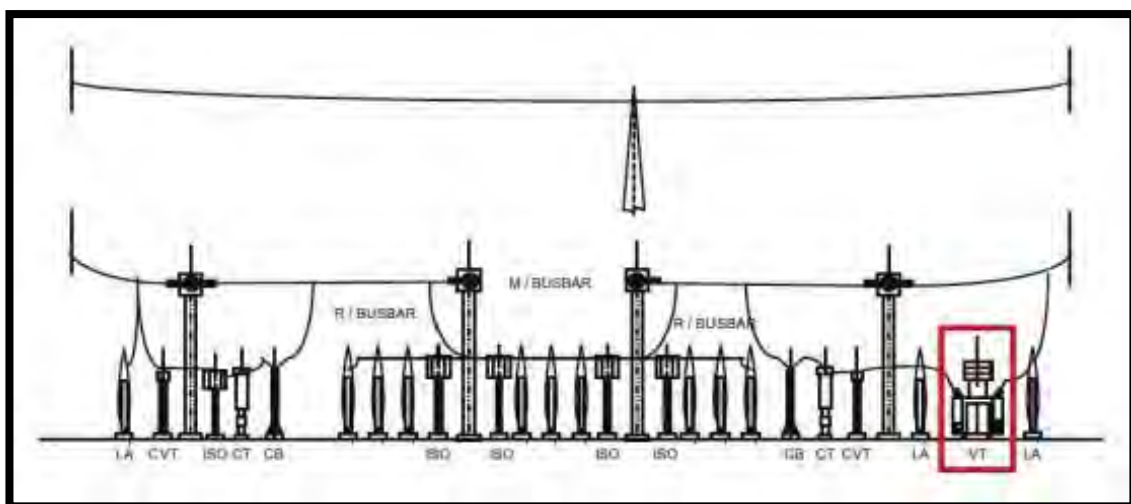 M / BUSBAR
R / BUSBAR
R / BUSBAR
LA CVT ISO CT CB ISO ISO ISO ISO CB CT CVT LA VT LA